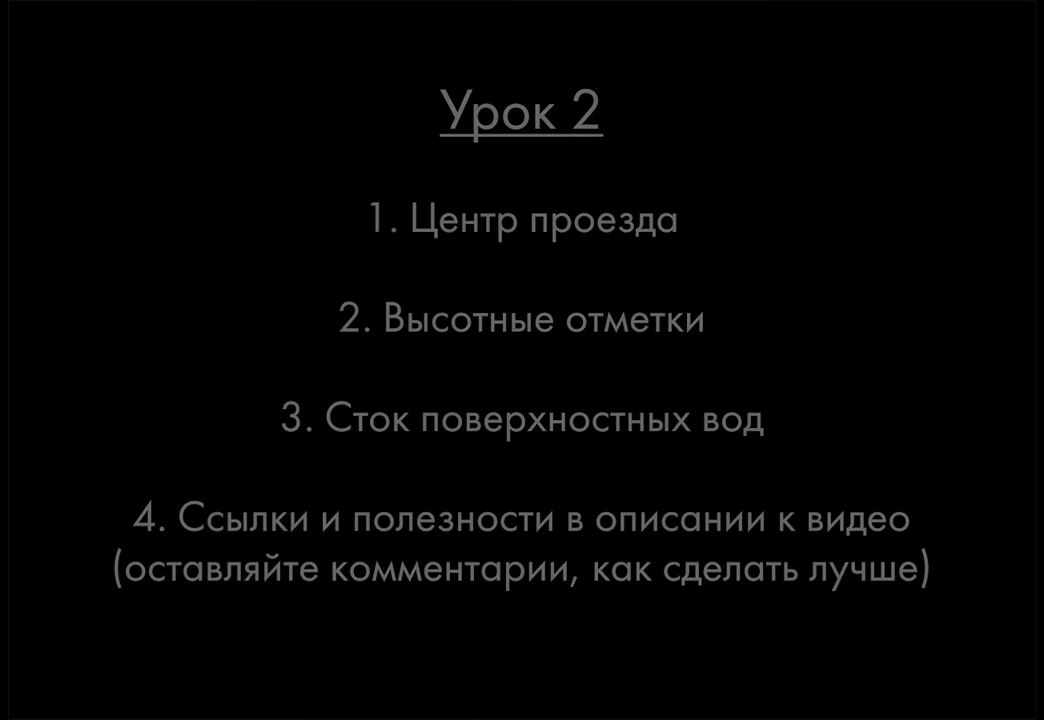 Урок 2
1. Центр проезда
2. Высотные отметки
3. Сток поверхностных вод
4. Ссылки и полезности в описании к видео
(оставляйте комментарии, как сделать лучше)